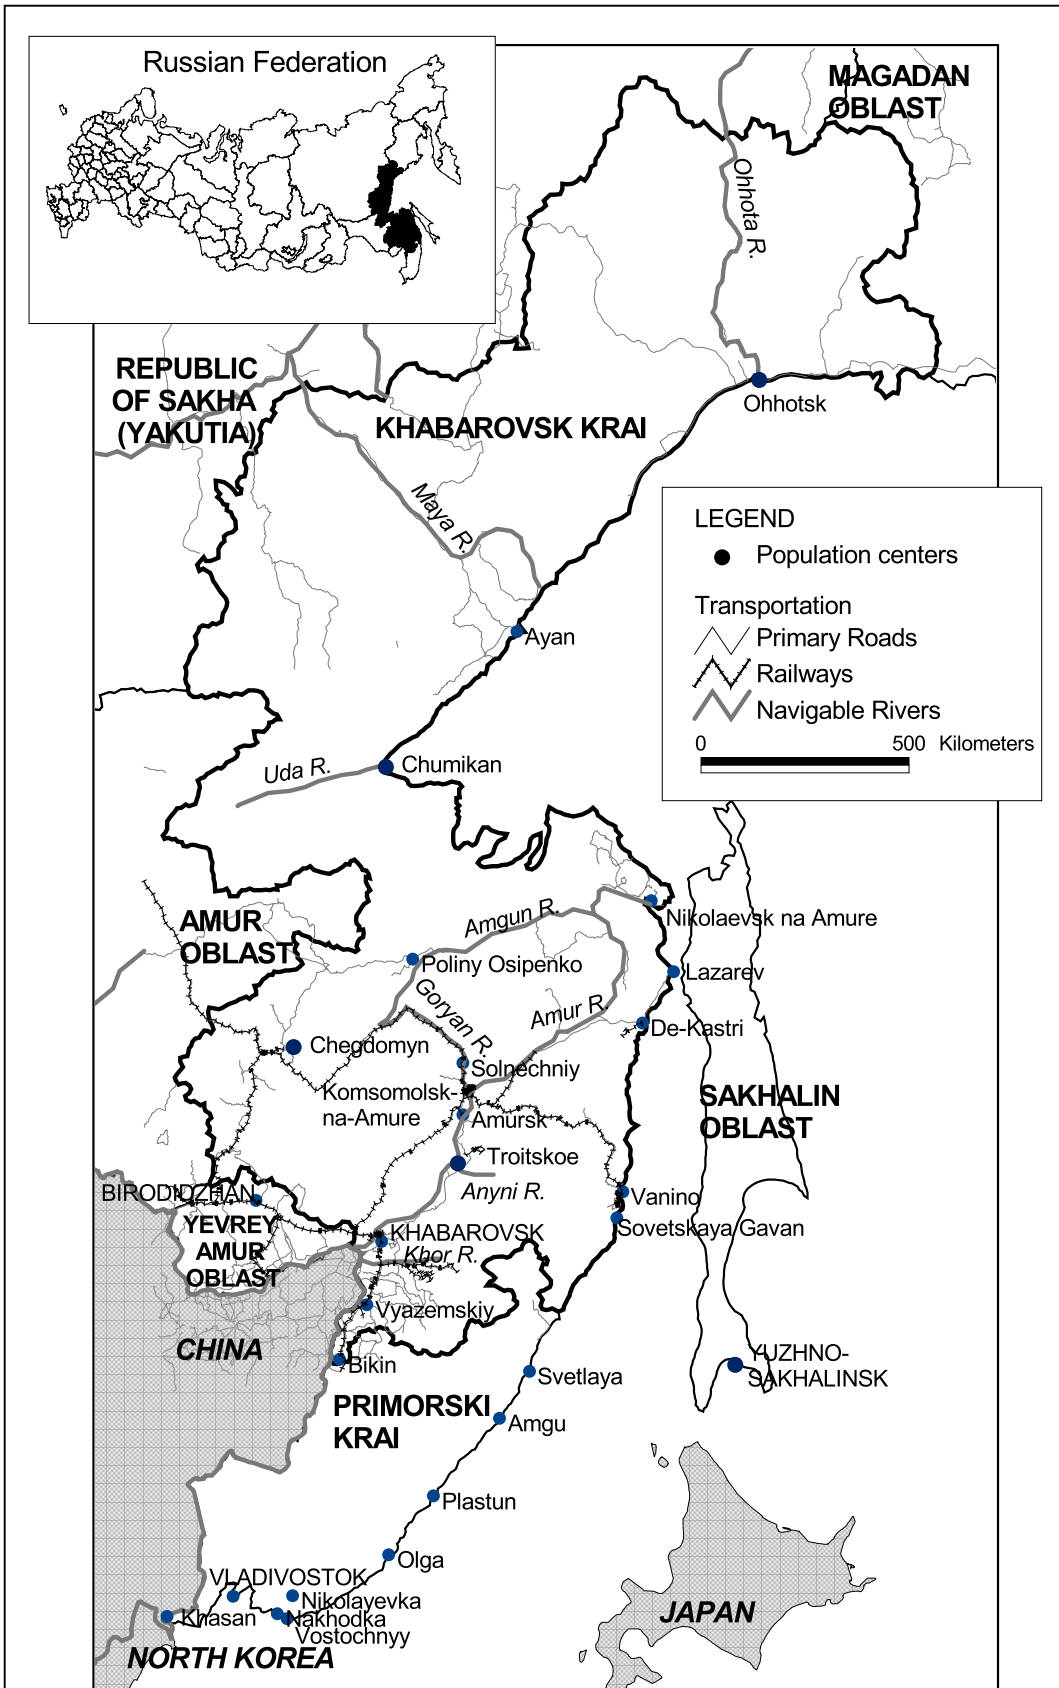 Russian Federation
MAGADAN
OBLAST
Ohhota R.
REPUBLIC
OF SAKHA
(YAKUTIA)
KHABAROVSK KRAI
Ohhotsk
Maya R.
LEGEND
Population centers
Transportation
Primary Roads
Railways
Navigable Rivers
0 500 Kilometers
Ayan
Uda R.
Chumikan
AMUR
OBLAST
Amgun R.
Nikolaevsk na Amure
Poliny Osipenko
Lazarev
Goryan R.
Amur R.
De-Kastri
Chegdomyn
Solnechniy
Komsomolsk-
na-Amure
Amursk
SAKHALIN
OBLAST
Troitskoe
Anyni R.
Vanino
BIRODIDZHAN
Sovetskaya Gavan
YEVREY
AMUR
OBLAST
KHABAROVSK
Khor R.
Vyazemskiy
CHINA
Bikin
YUZHNO-
SAKHALINSK
Svetlaya
PRIMORSKI
KRAI
Amgu
Plastun
Olga
VLADIVOSTOK
Nikolayevka
Khasan
Nakhodka
Vostochnyy
JAPAN
NORTH KOREA